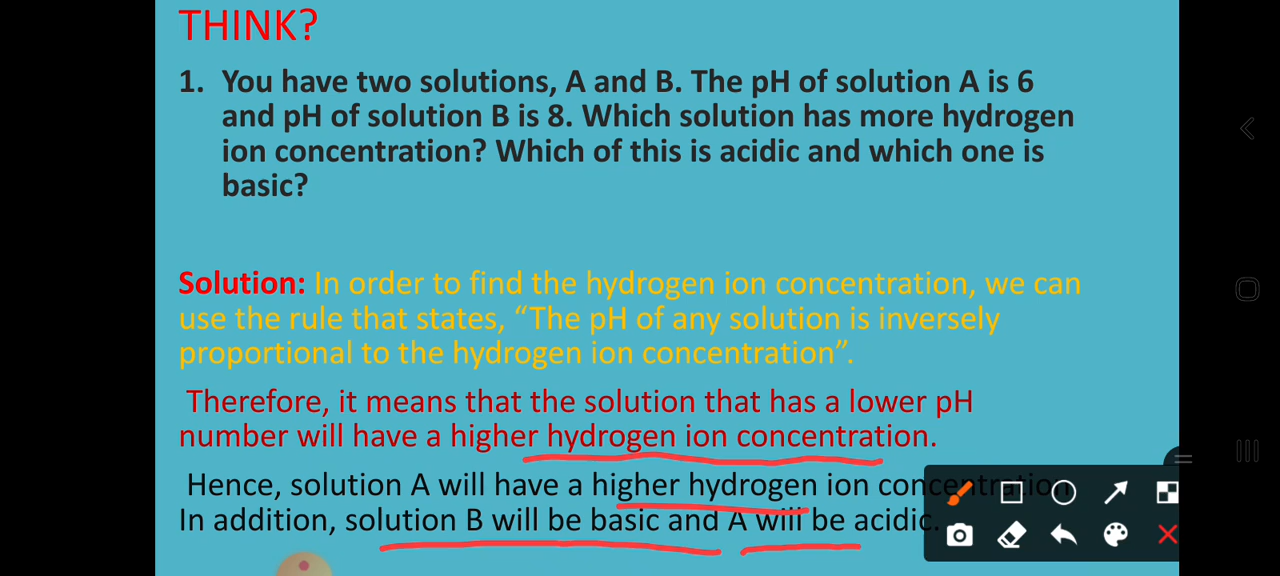 THINK?
1. You have two solutions, A and B. The pH of solution A is 6
and pH of solution B is 8. Which solution has more hydrogen
ion concentration? Which of this is acidic and which one is
basic?
Solution: In order to find the hydrogen ion concentration, we can
use the rule that states, “The pH of any solution is inversely
proportional to the hydrogen ion concentration”.
Therefore, it means that the solution that has a lower pH
number will have a higher hydrogen ion concentration.
Hence, solution A will have a higher hydrogen ion concentration
In addition, solution B will be basic and A will be acidic.